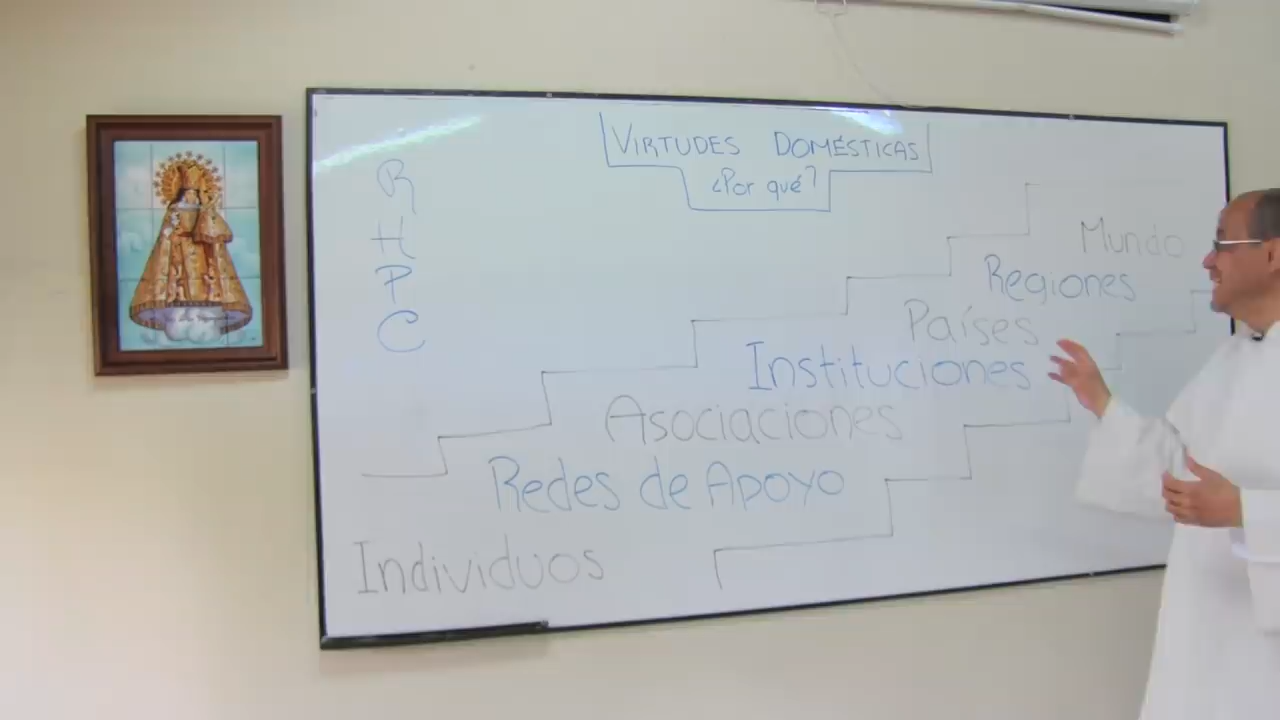 VIRTUDES DOMÉSTICAS
¿Por qué?
R
H
P
C
Mundo
Regiones
Países
Instituciones
Asociaciones
Redes de Apoyo
Individuos